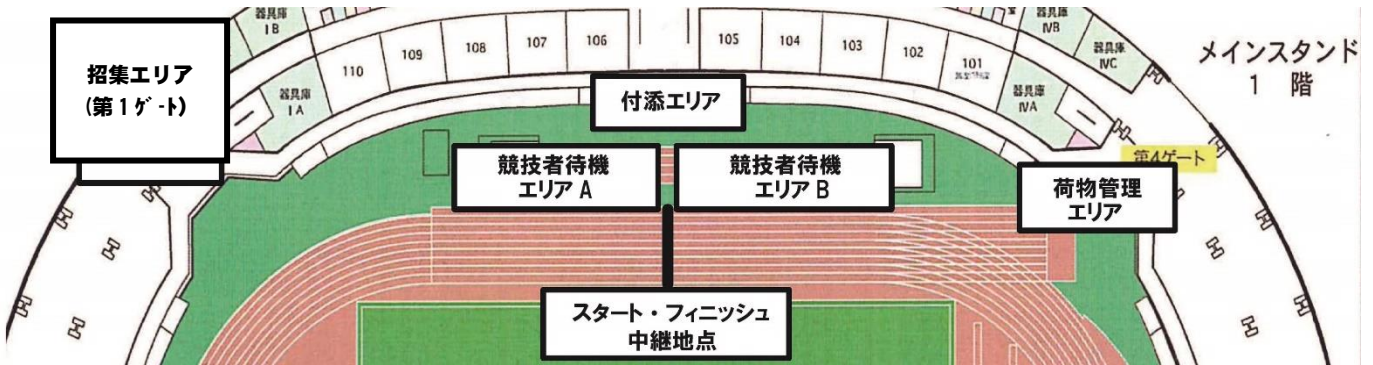 器具庫
ⅠB
招集エリア
(第1ゲート)
器具庫
ⅠA
110
109
108
107
106
105
104
103
102
101
器具庫
ⅣA
器具庫
ⅣB
器具庫
ⅣC
メインスタンド
1 階
付添エリア
競技者待機
エリアA
競技者待機
エリアB
第4ゲート
荷物管理
エリア
スタート・フィニッシュ
中継地点